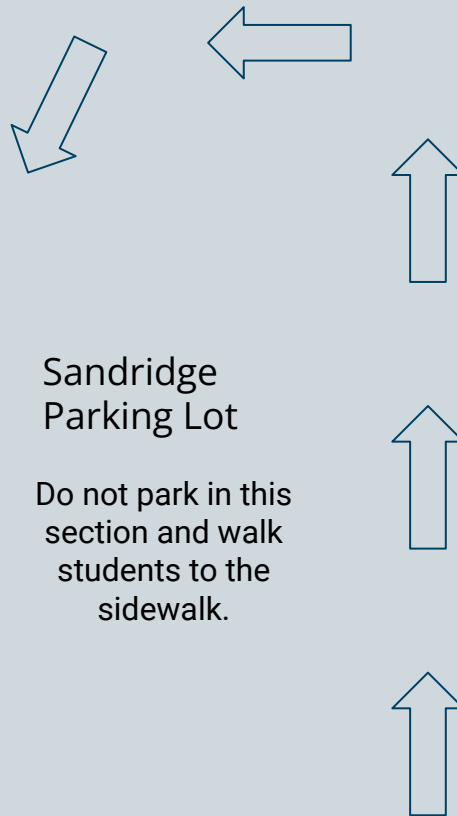 Sandridge
Parking Lot
Do not park in this
section and walk
students to the
sidewalk.